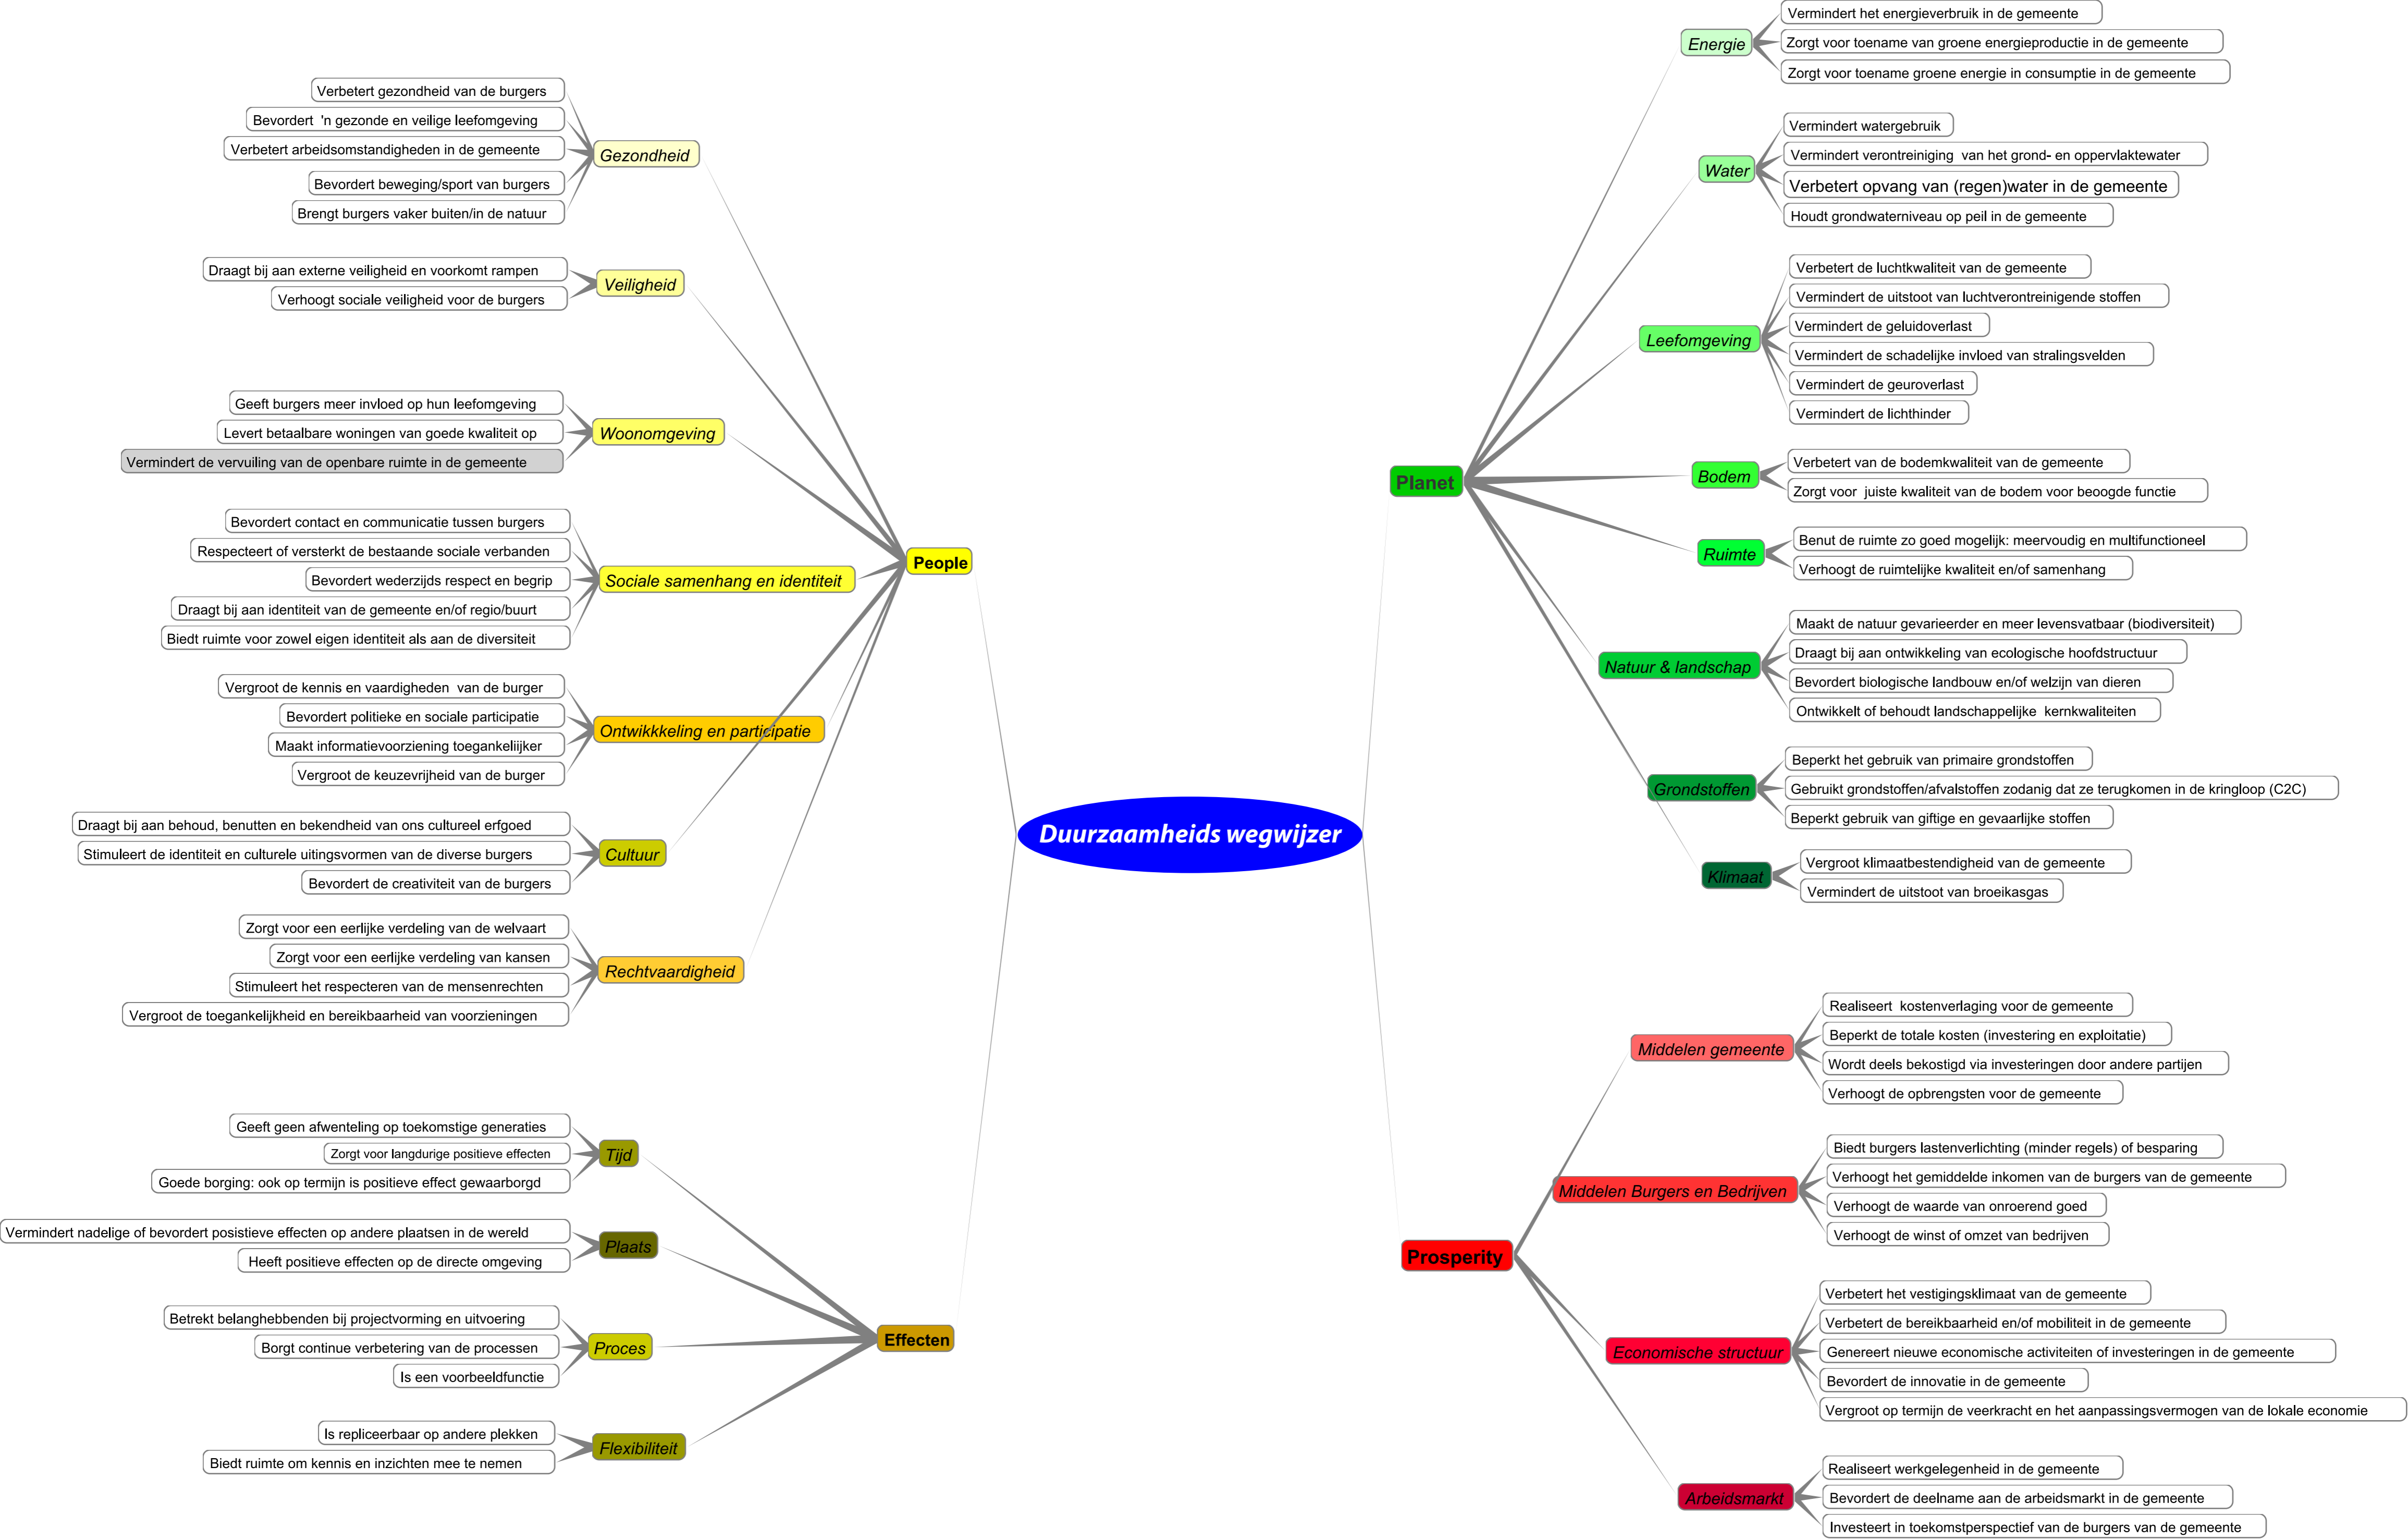 Duurzaamheids wegwijzer
People
Gezondheid
Verbetert gezondheid van de burgers
Bevordert 'n gezonde en veilige leefomgeving
Verbetert arbeidsomstandigheden in de gemeente
Bevordert beweging/sport van burgers
Brengt burgers vaker buiten/in de natuur
Veiligheid
Draagt bij aan externe veiligheid en voorkomt rampen
Verhoogt sociale veiligheid voor de burgers
Woonomgeving
Geeft burgers meer invloed op hun leefomgeving
Levert betaalbare woningen van goede kwaliteit op
Vermindert de vervuiling van de openbare ruimte in de gemeente
Sociale samenhang en identiteit
Bevordert contact en communicatie tussen burgers
Respecteert of versterkt de bestaande sociale verbanden
Bevordert wederzijds respect en begrip
Draagt bij aan identiteit van de gemeente en/of regio/buurt
Biedt ruimte voor zowel eigen identiteit als aan de diversiteit
Ontwikkkeling en participatie
Vergroot de kennis en vaardigheden van de burger
Bevordert politieke en sociale participatie
Maakt informatievoorziening toegankeliijker
Vergroot de keuzevrijheid van de burger
Cultuur
Draagt bij aan behoud, benutten en bekendheid van ons cultureel erfgoed
Stimuleert de identiteit en culturele uitingsvormen van de diverse burgers
Bevordert de creativiteit van de burgers
Rechtvaardigheid
Zorgt voor een eerlijke verdeling van de welvaart
Zorgt voor een eerlijke verdeling van kansen
Stimuleert het respecteren van de mensenrechten
Vergroot de toegankelijkheid en bereikbaarheid van voorzieningen
Effecten
Tijd
Geeft geen afwenteling op toekomstige generaties
Zorgt voor langdurige positieve effecten
Goede borging: ook op termijn is positieve effect gewaarborgd
Plaats
Vermindert nadelige of bevordert posistieve effecten op andere plaatsen in de wereld
Heeft positieve effecten op de directe omgeving
Proces
Betrekt belanghebbenden bij projectvorming en uitvoering
Borgt continue verbetering van de processen
Is een voorbeeldfunctie
Flexibiliteit
Is repliceerbaar op andere plekken
Biedt ruimte om kennis en inzichten mee te nemen
Planet
Energie
Vermindert het energieverbruik in de gemeente
Zorgt voor toename van groene energieproductie in de gemeente
Zorgt voor toename groene energie in consumptie in de gemeente
Water
Vermindert watergebruik
Vermindert verontreiniging van het grond- en oppervlaktewater
Verbetert opvang van (regen)water in de gemeente
Houdt grondwaterniveau op peil in de gemeente
Leefomgeving
Verbetert de luchtkwaliteit van de gemeente
Vermindert de uitstoot van luchtverontreinigende stoffen
Vermindert de geluidoverlast
Vermindert de schadelijke invloed van stralingsvelden
Vermindert de geuroverlast
Vermindert de lichthinder
Bodem
Verbetert van de bodemkwaliteit van de gemeente
Zorgt voor juiste kwaliteit van de bodem voor beoogde functie
Ruimte
Benut de ruimte zo goed mogelijk: meervoudig en multifunctioneel
Verhoogt de ruimtelijke kwaliteit en/of samenhang
Natuur & landschap
Maakt de natuur gevarieerder en meer levensvatbaar (biodiversiteit)
Draagt bij aan ontwikkeling van ecologische hoofdstructuur
Bevordert biologische landbouw en/of welzijn van dieren
Ontwikkelt of behoudt landschappelijke kernkwaliteiten
Grondstoffen
Beperkt het gebruik van primaire grondstoffen
Gebruikt grondstoffen/afvalstoffen zodanig dat ze terugkomen in de kringloop (C2C)
Beperkt gebruik van giftige en gevaarlijke stoffen
Klimaat
Vergroot klimaatbestendigheid van de gemeente
Vermindert de uitstoot van broeikasgas
Prosperity
Middelen gemeente
Realiseert kostenverlaging voor de gemeente
Beperkt de totale kosten (investering en exploitatie)
Wordt deels bekostigd via investeringen door andere partijen
Verhoogt de opbrengsten voor de gemeente
Middelen Burgers en Bedrijven
Biedt burgers lastenverlichting (minder regels) of besparing
Verhoogt het gemiddelde inkomen van de burgers van de gemeente
Verhoogt de waarde van onroerend goed
Verhoogt de winst of omzet van bedrijven
Economische structuur
Verbetert het vestigingsklimaat van de gemeente
Verbetert de bereikbaarheid en/of mobiliteit in de gemeente
Genereert nieuwe economische activiteiten of investeringen in de gemeente
Bevordert de innovatie in de gemeente
Vergroot op termijn de veerkracht en het aanpassingsvermogen van de lokale economie
Arbeidsmarkt
Realiseert werkgelegenheid in de gemeente
Bevordert de deelname aan de arbeidsmarkt in de gemeente
Investeert in toekomstperspectief van de burgers van de gemeente